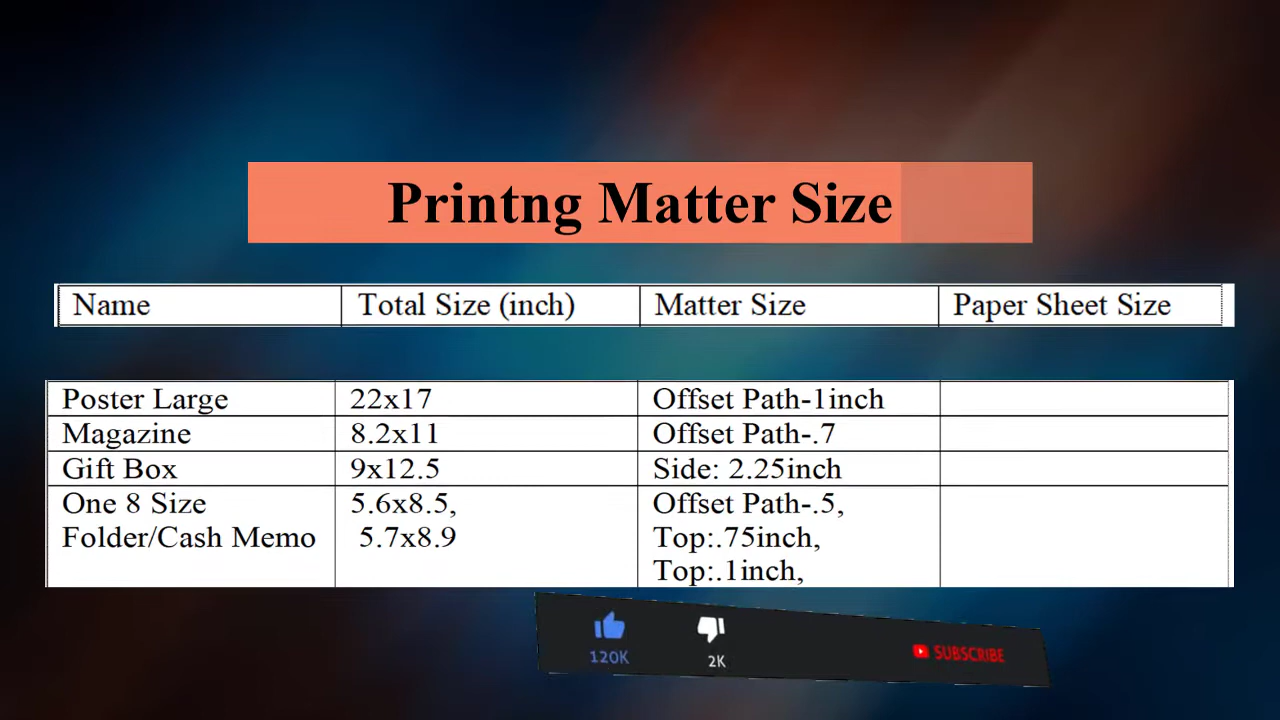 Printng Matter Size
Name Total Size (inch) Matter Size Paper Sheet Size
Poster Large 22x17 Offset Path-1inch
Magazine 8.2x11 Offset Path-.7
Gift Box 9x12.5 Side: 2.25inch
One 8 Size 5.6x8.5, Offset Path-.5,
Folder/Cash Memo 5.7x8.9 Top:.75inch,
Top:.1inch,
120K 2K SUBSCRIBE